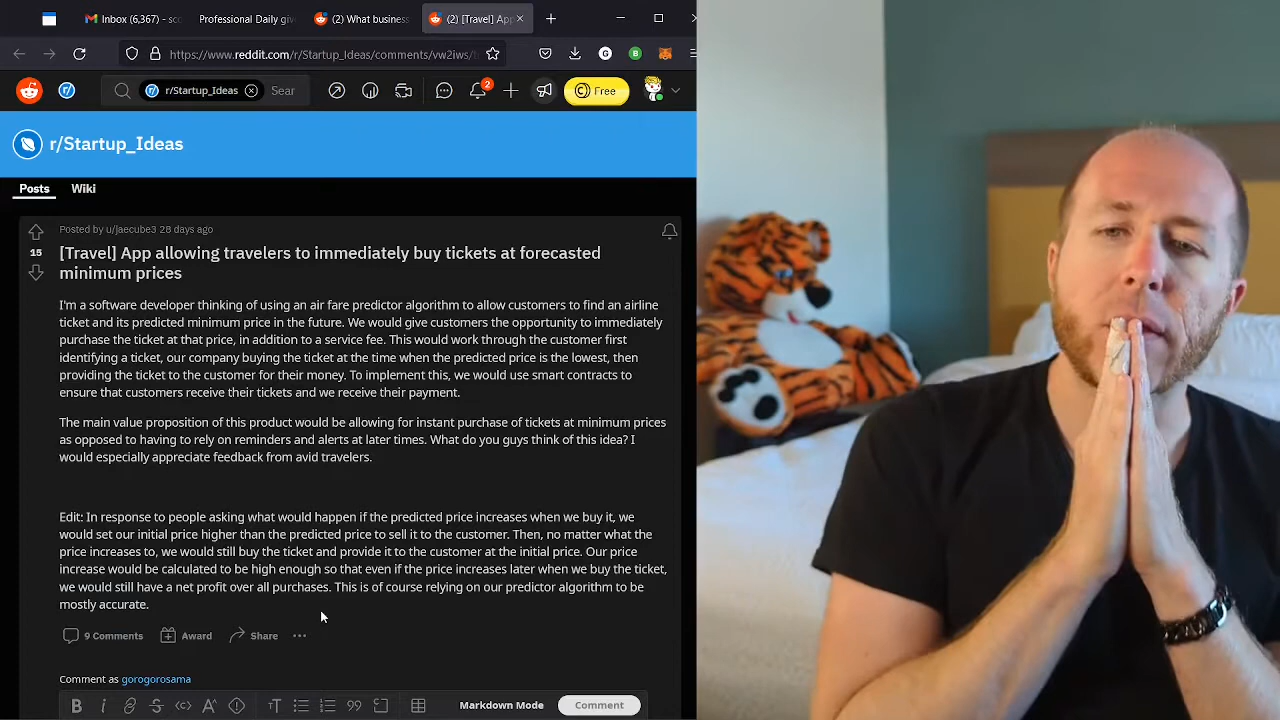 Inbox (6,367) - sco
Professional Daily give
(2) What business
(2) [Travel] App
https://www.reddit.com/r/Startup_Ideas/comments/vw2iws/
G
B
r/Startup_Ideas
Sear
2
Free
r/Startup_Ideas
Posts
Wiki
Posted by u/jaecube3 28 days ago
15
[Travel] App allowing travelers to immediately buy tickets at forecasted
minimum prices
I'm a software developer thinking of using an air fare predictor algorithm to allow customers to find an airline
ticket and its predicted minimum price in the future. We would give customers the opportunity to immediately
purchase the ticket at that price, in addition to a service fee. This would work through the customer first
identifying a ticket, our company buying the ticket at the time when the predicted price is the lowest, then
providing the ticket to the customer for their money. To implement this, we would use smart contracts to
ensure that customers receive their tickets and we receive their payment.
The main value proposition of this product would be allowing for instant purchase of tickets at minimum prices
as opposed to having to rely on reminders and alerts at later times. What do you guys think of this idea? I
would especially appreciate feedback from avid travelers.
Edit: In response to people asking what would happen if the predicted price increases when we buy it, we
would set our initial price higher than the predicted price to sell it to the customer. Then, no matter what the
price increases to, we would still buy the ticket and provide it to the customer at the initial price. Our price
increase would be calculated to be high enough so that even if the price increases later when we buy the ticket,
we would still have a net profit over all purchases. This is of course relying on our predictor algorithm to be
mostly accurate.
9 Comments
Award
Share
Comment as gorogorosama
Markdown Mode
Comment